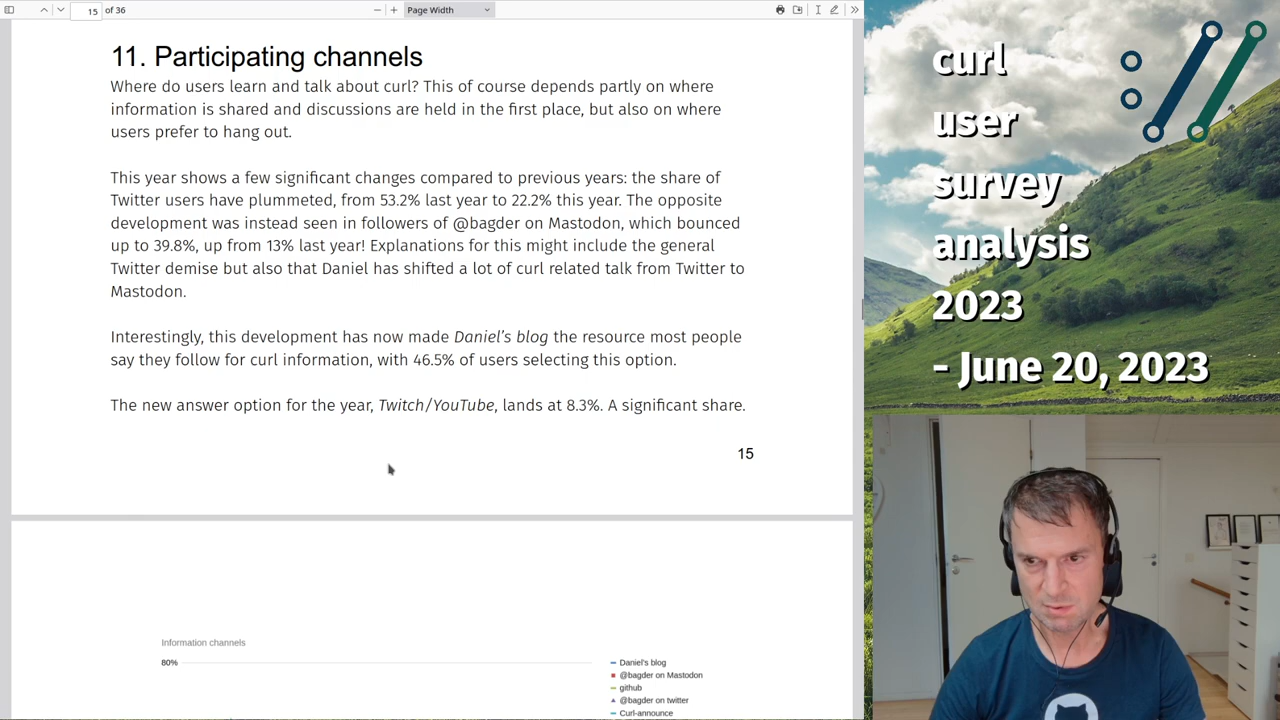 15 of 36
Page Width
11. Participating channels
Where do users learn and talk about curl? This of course depends partly on where
information is shared and discussions are held in the first place, but also on where
users prefer to hang out.
This year shows a few significant changes compared to previous years: the share of
Twitter users have plummeted, from 53.2% last year to 22.2% this year. The opposite
development was instead seen in followers of @bagder on Mastodon, which bounced
up to 39.8%, up from 13% last year! Explanations for this might include the general
Twitter demise but also that Daniel has shifted a lot of curl related talk from Twitter to
Mastodon.
Interestingly, this development has now made Daniel's blog the resource most people
say they follow for curl information, with 46.5% of users selecting this option.
The new answer option for the year, Twitch/YouTube, lands at 8.3%. A significant share.
15
Information channels
80%
Daniel's blog
@bagder on Mastodon
github
@bagder on twitter
Curl-announce
curl
user
survey
analysis
2023
- June 20, 2023